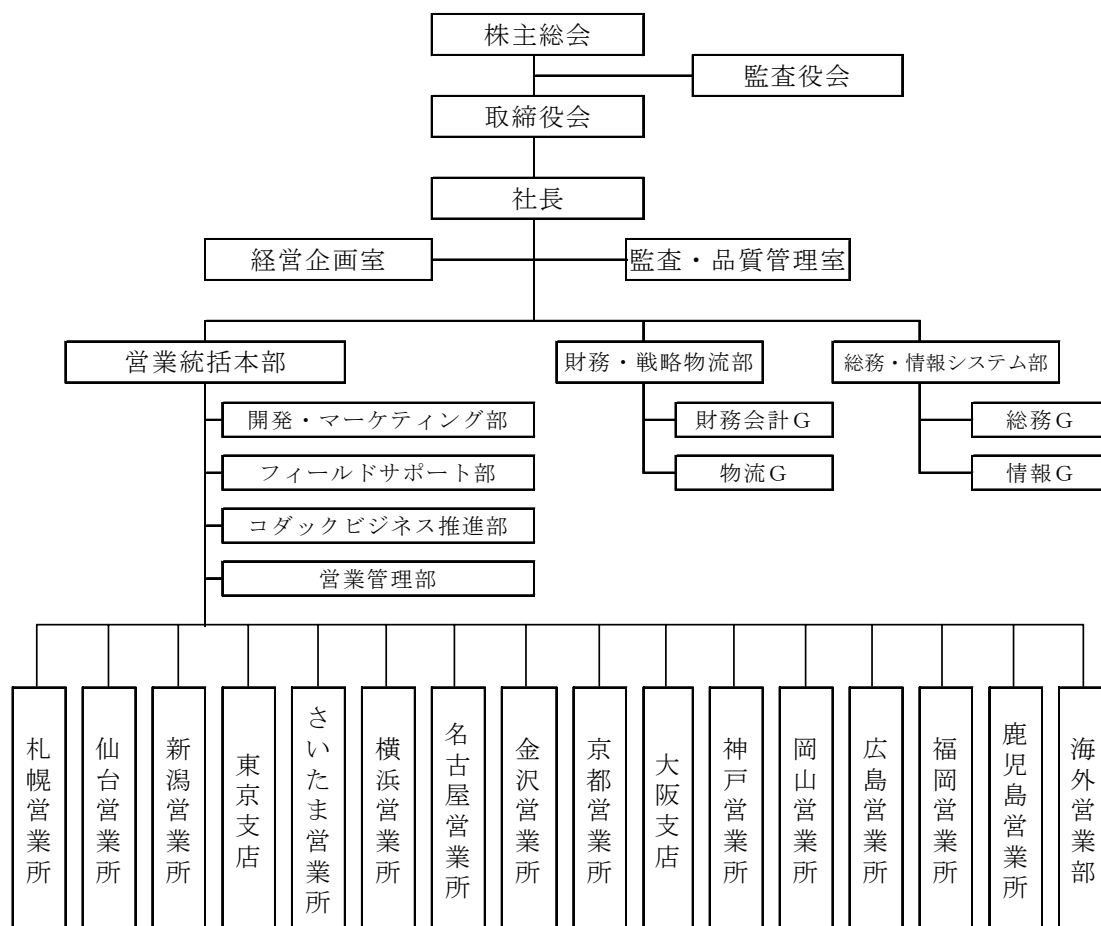 株主総会
監査役会
取締役会
社長
経営企画室
監査・品質管理室
営業統括本部
財務・戦略物流部
総務・情報システム部
開発・マーケティング部
財務会計G
総務G
フィールドサポート部
物流G
情報G
コダックビジネス推進部
営業管理部
札幌営業所
仙台営業所
新潟営業所
東京支店
さいたま営業所
横浜営業所
名古屋営業所
金沢営業所
京都営業所
大阪支店
神戸営業所
岡山営業所
広島営業所
福岡営業所
鹿児島営業所
海外営業部